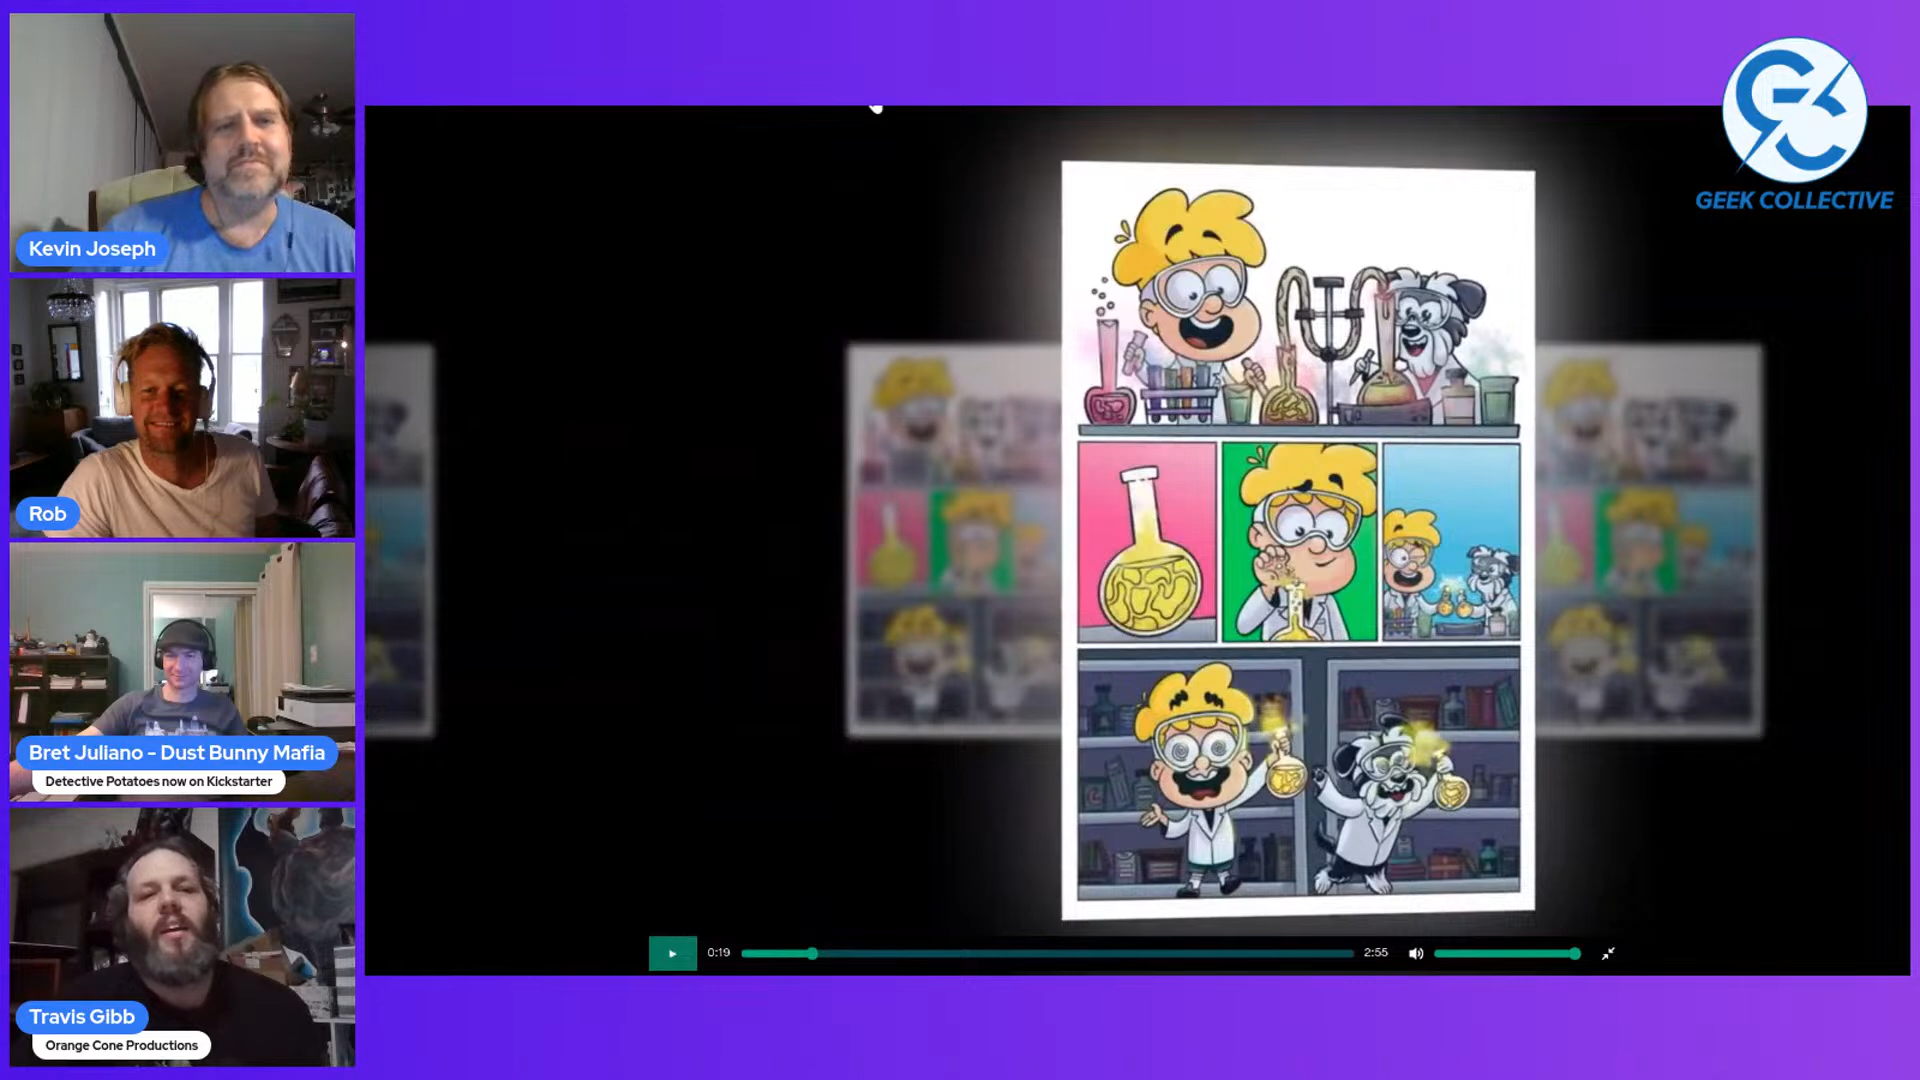 Kevin Joseph
Rob
Bret Juliano - Dust Bunny Mafia
Detective Potatoes now on Kickstarter
Travis Gibb
Orange Cone Productions
GC
GEEK COLLECTIVE
0:19
2:55